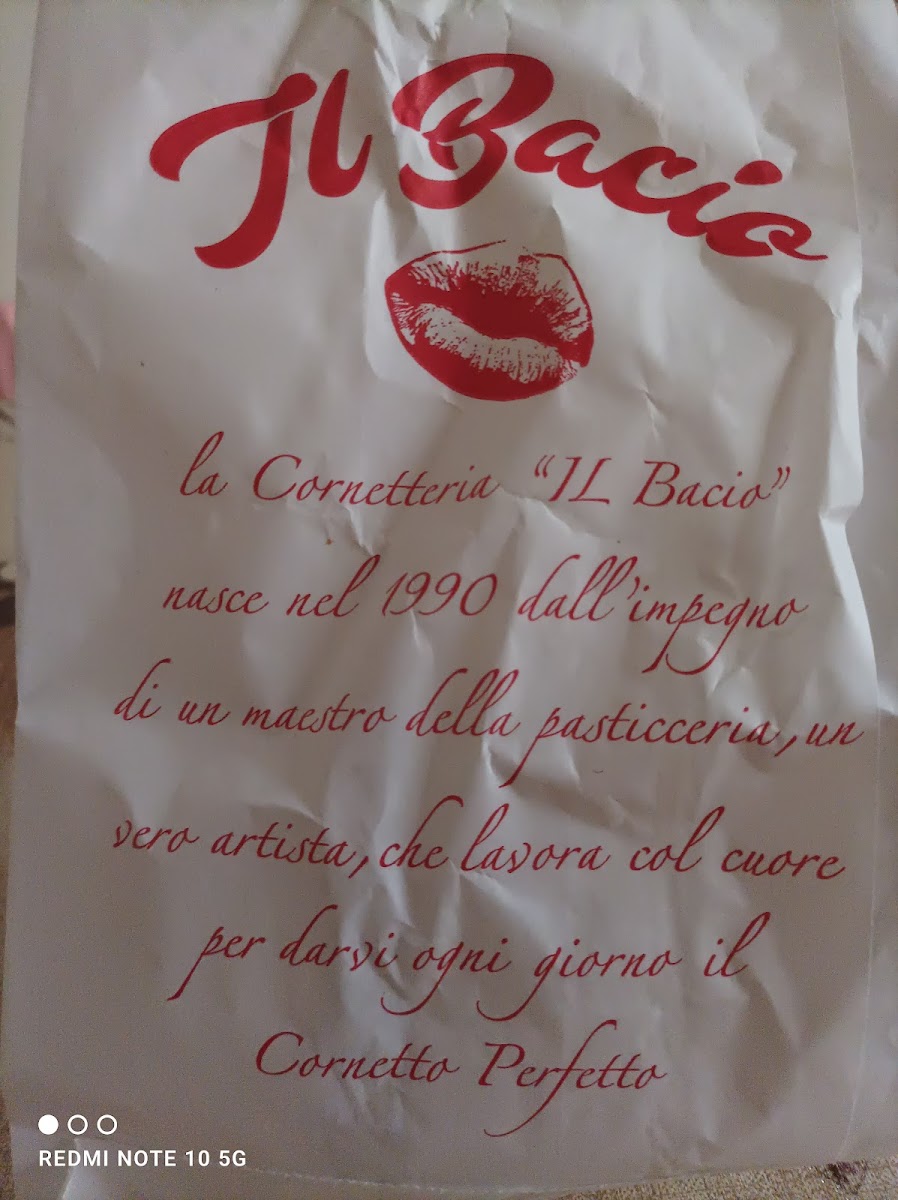 Il Bacio
la Cornetteria "IL Bacio"
nasce nel 1990 dall'impegno
di un maestro della pasticceria, un
vero artista, che lavora col cuore
per darvi ogni giorno il
Cornetto Perfetto
REDMI NOTE 10 5G